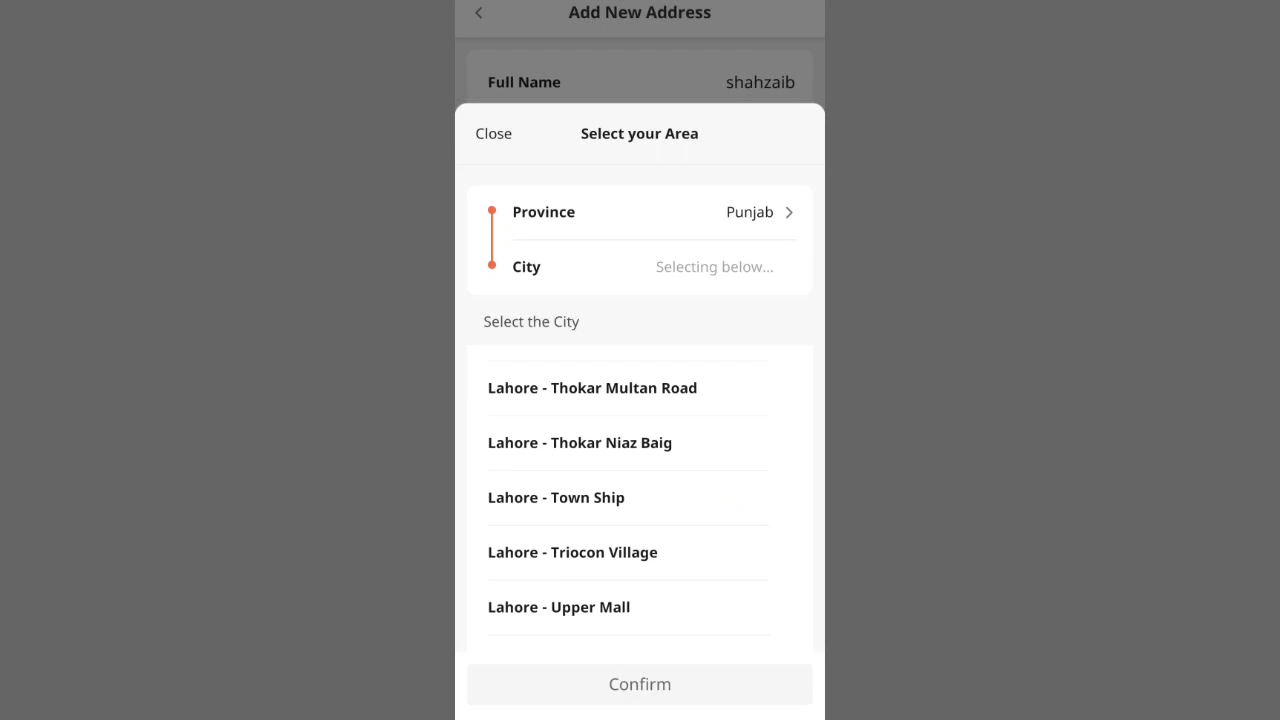 Add New Address
Full Name shahzaib
Close Select your Area
Province Punjab
City Selecting below...
Select the City
Lahore - Thokar Multan Road
Lahore - Thokar Niaz Baig
Lahore - Town Ship
Lahore - Triocon Village
Lahore - Upper Mall
Confirm